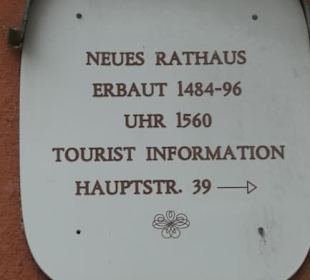 NEUES RATHAUS
ERBAUT 1484-96
UHR 1560
TOURIST INFORMATION
HAUPTSTR. 39 →